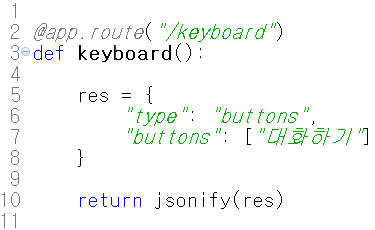 1
2 @app.route("/keyboard")
3 def keyboard():
4
5     res = {
6         "type": "buttons",
7         "buttons": ["대화하기"]
8     }
9
10     return jsonify(res)
11